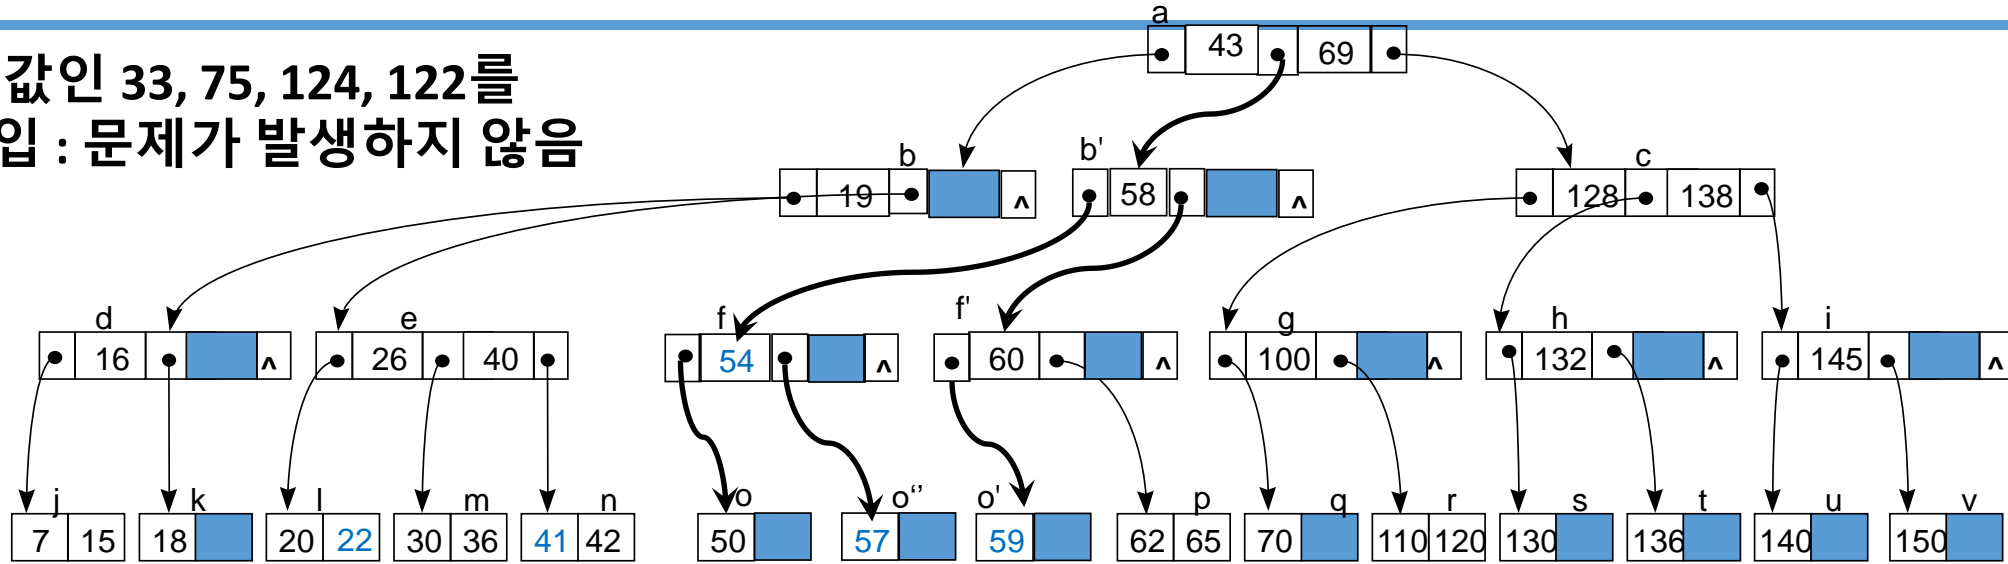 a
43 69
값인 33, 75, 124, 122를
입 : 문제가 발생하지 않음
b b' c
19 ^ 58 ^ 128 138
d e f f' g h i
16 ^ 26 40 54 ^ 60 ^ 100 ^ 132 ^ 145 ^
j k l m n o o‘’ o' p q r s t u v
7 15 18 20 22 30 36 41 42 50 57 59 62 65 70 110 120 130 136 140 150